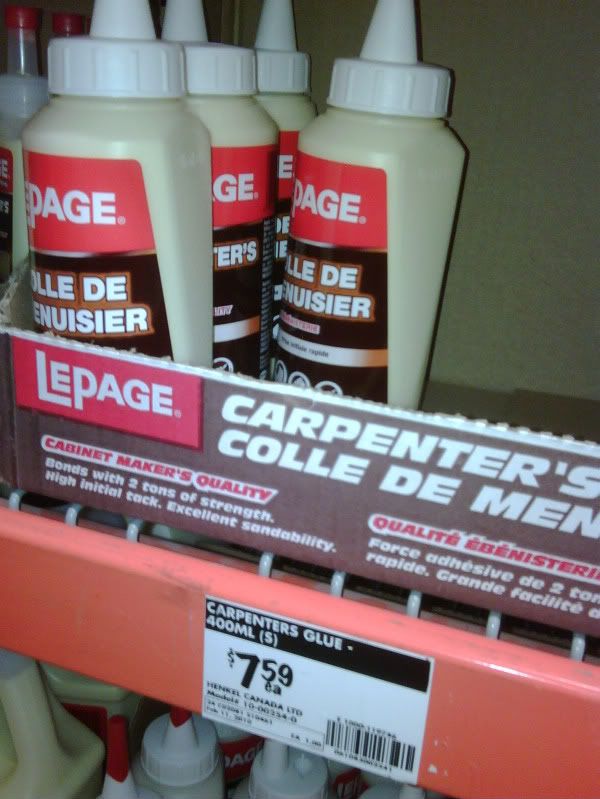 PAGE
LLE DE
ENUISIER
GE
TER'S
E
PAGE
LLE DE
ENUISIER
LEPAGE
CARPENTER'S
COLLE DE MEN
CABINET MAKER'S QUALITY
Bonds with 2 tons of strength.
High initial tack. Excellent sandability.
QUALITÉ ÉBÉNISTERI
Force adhésive de 2 ton
rapide. Grande facilité d
CARPENTERS GLUE -
400ML (S)
$7.59
ea
HENKEL CANADA LTD